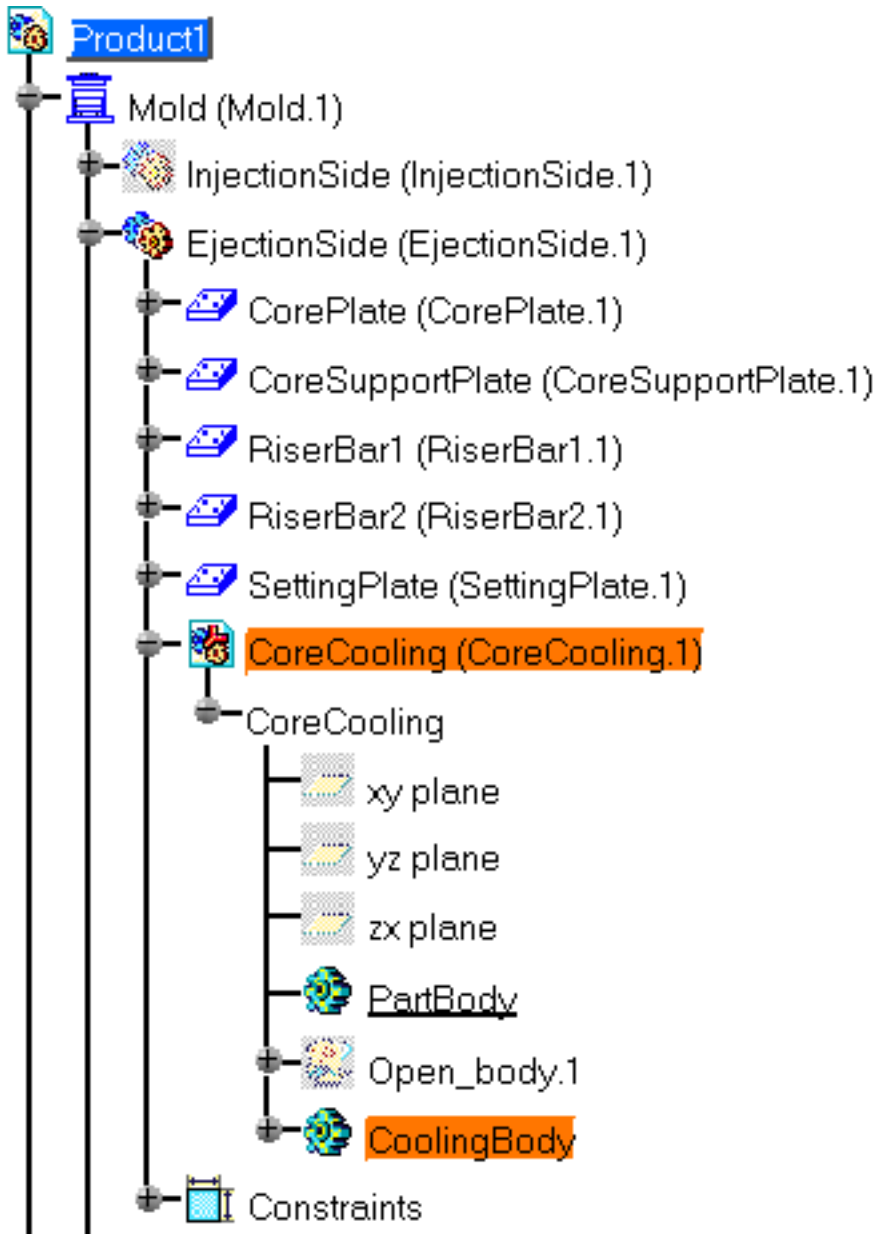 Product1
Mold (Mold.1)
InjectionSide (InjectionSide.1)
EjectionSide (EjectionSide.1)
CorePlate (CorePlate.1)
CoreSupportPlate (CoreSupportPlate.1)
RiserBar1 (RiserBar1.1)
RiserBar2 (RiserBar2.1)
SettingPlate (SettingPlate.1)
CoreCooling (CoreCooling.1)
CoreCooling
xy plane
yz plane
zx plane
PartBody
Open_body.1
CoolingBody
Constraints